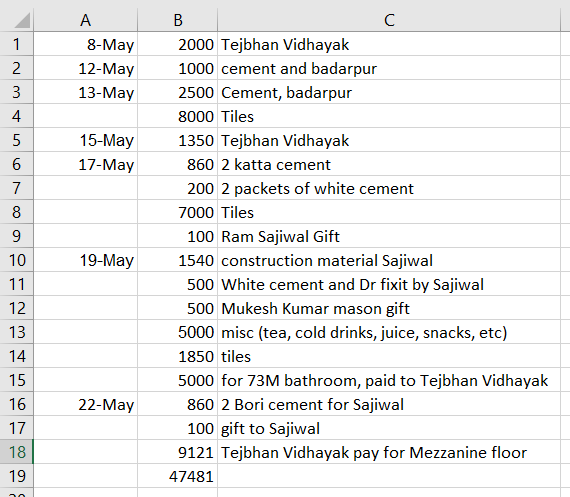 A B C
1 8-May 2000 Tejbhan Vidhayak
2 12-May 1000 cement and badarpur
3 13-May 2500 Cement, badarpur
4 8000 Tiles
5 15-May 1350 Tejbhan Vidhayak
6 17-May 860 2 katta cement
7 200 2 packets of white cement
8 7000 Tiles
9 100 Ram Sajiwal Gift
10 19-May 1540 construction material Sajiwal
11 500 White cement and Dr fixit by Sajiwal
12 500 Mukesh Kumar mason gift
13 5000 misc (tea, cold drinks, juice, snacks, etc)
14 1850 tiles
15 5000 for 73M bathroom, paid to Tejbhan Vidhayak
16 22-May 860 2 Bori cement for Sajiwal
17 100 gift to Sajiwal
18 9121 Tejbhan Vidhayak pay for Mezzanine floor
19 47481